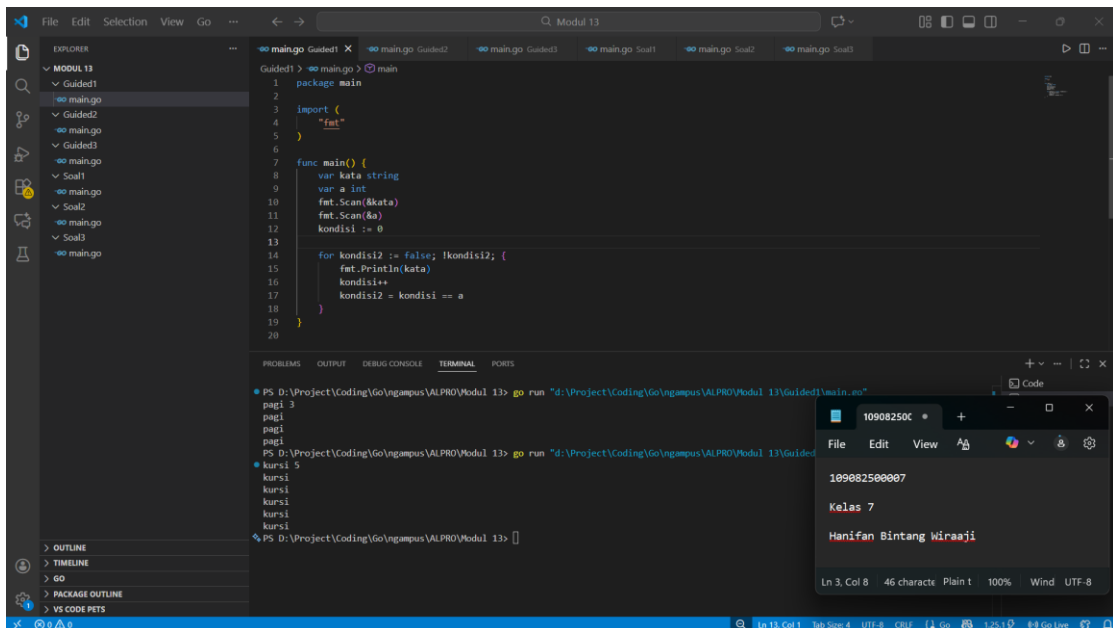 File Edit Selection View Go ···
Modul 13
EXPLORER ···
MODUL 13
Guided1
main.go
Guided2
main.go
Guided3
main.go
Soal1
main.go
Soal2
main.go
Soal3
main.go
OUTLINE
TIMELINE
GO
PACKAGE OUTLINE
VS CODE PETS
main.go Guided1 main.go Guided2 main.go Guided3 main.go Soal1 main.go Soal2 main.go Soal3
Guided1 > main.go > main
1 package main
2
3 import (
4 "fmt"
5 )
6
7 func main() {
8 var kata string
9 var a int
10 fmt.Scan(&kata)
11 fmt.Scan(&a)
12 kondisi := 0
13
14 for kondisi2 := false; !kondisi2; {
15 fmt.Println(kata)
16 kondisi++
17 kondisi2 = kondisi == a
18 }
19 }
20
PROBLEMS OUTPUT DEBUG CONSOLE TERMINAL PORTS
Code
PS D:\Project\Coding\Go\ngampus\ALPRO\Modul 13> go run "d:\Project\Coding\Go\ngampus\ALPRO\Modul 13\Guided1\main.go"
pagi 3
pagi
pagi
pagi
PS D:\Project\Coding\Go\ngampus\ALPRO\Modul 13> go run "d:\Project\Coding\Go\ngampus\ALPRO\Modul 13\Guided
kursi 5
kursi
kursi
kursi
kursi
kursi
PS D:\Project\Coding\Go\ngampus\ALPRO\Modul 13>
10908250C
File Edit View
109082500007
Kelas 7
Hanifan Bintang Wiraaji
Ln 3, Col 8 46 characte Plain t 100% Wind UTF-8
0 0 Ln 13, Col 1 Tab Size: 4 UTF-8 CRLF Go 1.25.1 Go Live